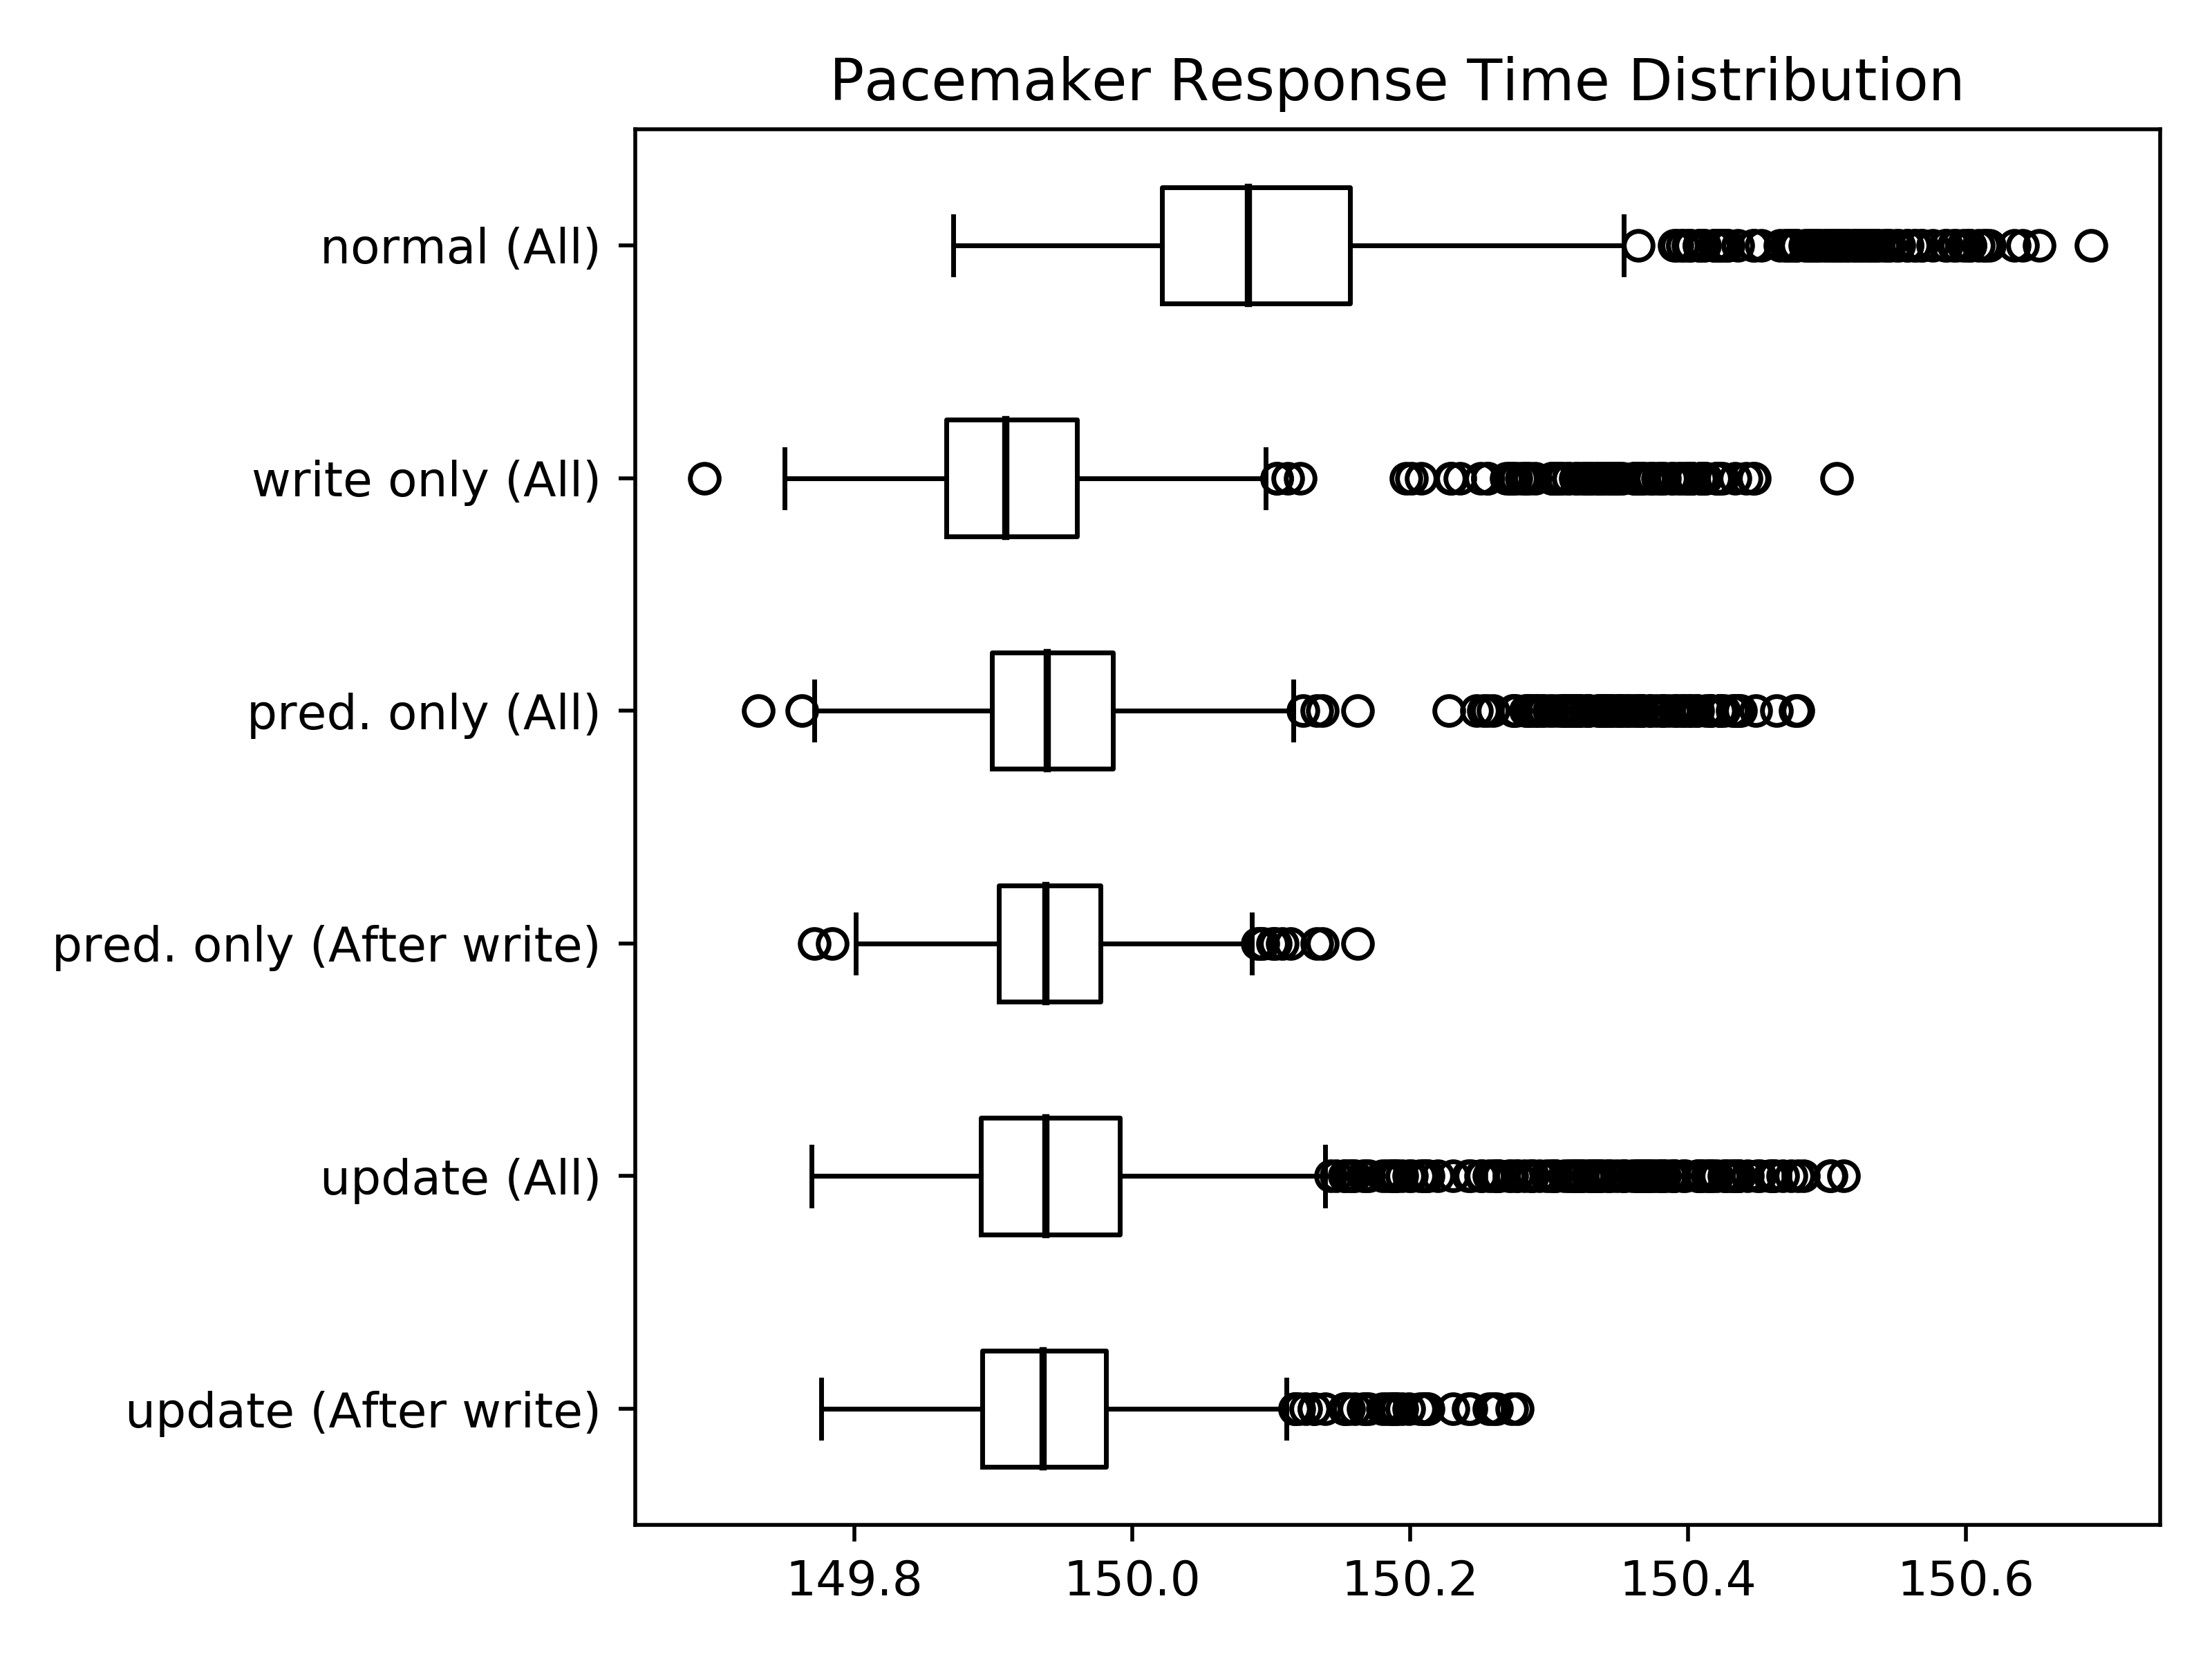 Pacemaker Response Time Distribution
normal (All)
write only (All)
pred. only (All)
pred. only (After write)
update (All)
update (After write)
149.8 150.0 150.2 150.4 150.6